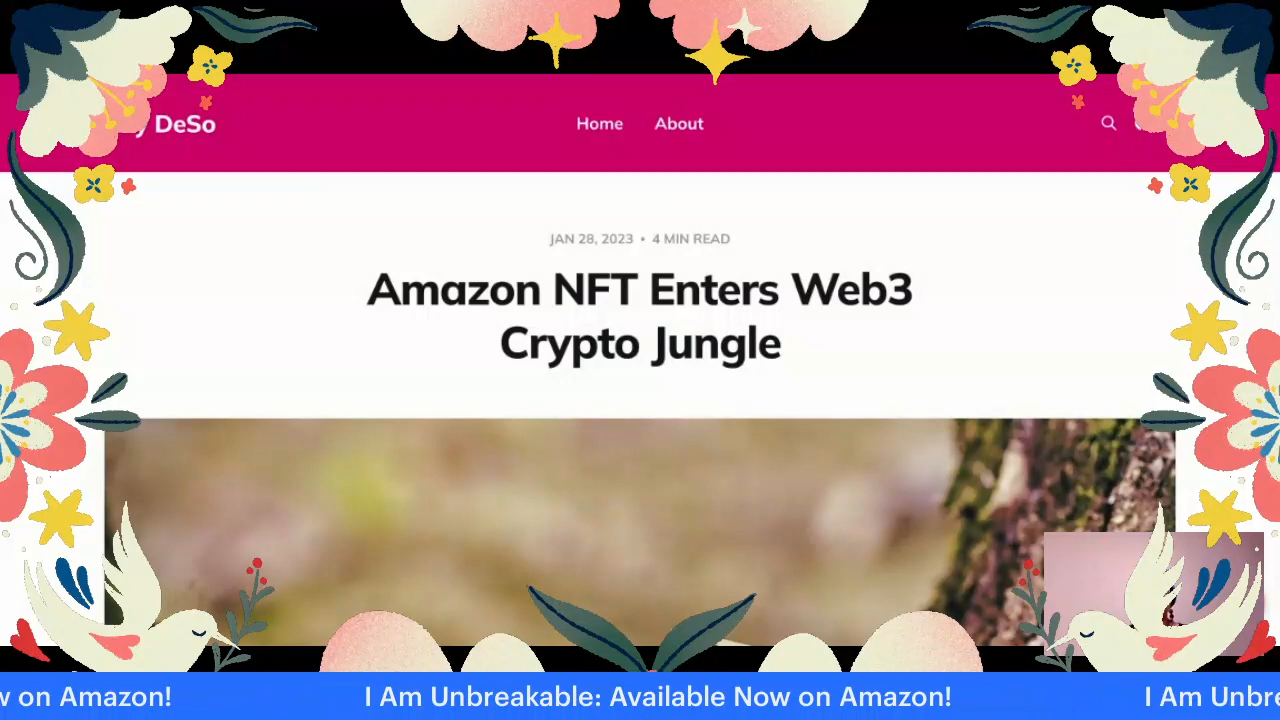 DeSo
Home About
JAN 28, 2023 • 4 MIN READ
Amazon NFT Enters Web3
Crypto Jungle
on Amazon! I Am Unbreakable: Available Now on Amazon! I Am